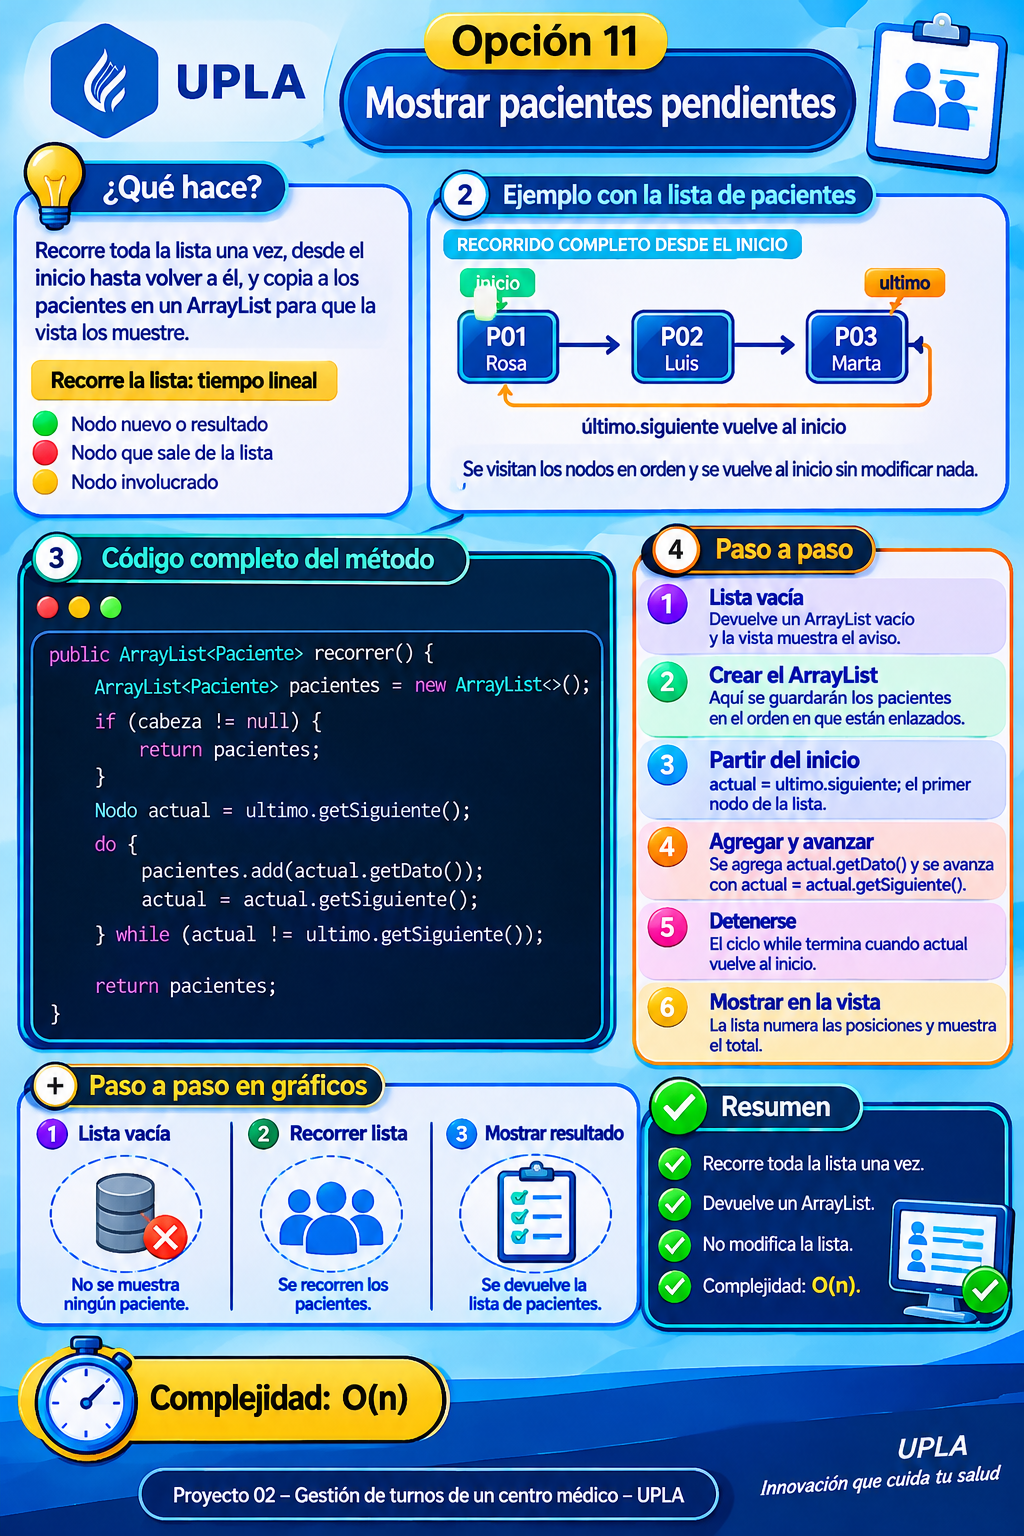 UPLA
Opción 11
Mostrar pacientes pendientes
¿Qué hace?
Recorre toda la lista una vez, desde el
inicio hasta volver a él, y copia a los
pacientes en un ArrayList para que la
vista los muestre.
Recorre la lista: tiempo lineal
Nodo nuevo o resultado
Nodo que sale de la lista
Nodo involucrado
2 Ejemplo con la lista de pacientes
RECORRIDO COMPLETO DESDE EL INICIO
inicio
ultimo
P01
Rosa
P02
Luis
P03
Marta
último.siguiente vuelve al inicio
Se visitan los nodos en orden y se vuelve al inicio sin modificar nada.
3 Código completo del método
public ArrayList<Paciente> recorrer() {
ArrayList<Paciente> pacientes = new ArrayList<>();
if (cabeza != null) {
return pacientes;
}
Nodo actual = ultimo.getSiguiente();
do {
pacientes.add(actual.getDato());
actual = actual.getSiguiente();
} while (actual != ultimo.getSiguiente());
return pacientes;
}
4 Paso a paso
1 Lista vacía
Devuelve un ArrayList vacío
y la vista muestra el aviso.
2 Crear el ArrayList
Aquí se guardarán los pacientes
en el orden en que están enlazados.
3 Partir del inicio
actual = ultimo.siguiente; el primer
nodo de la lista.
4 Agregar y avanzar
Se agrega actual.getDato() y se avanza
con actual = actual.getSiguiente().
5 Detenerse
El ciclo while termina cuando actual
vuelve al inicio.
6 Mostrar en la vista
La lista numera las posiciones y muestra
el total.
+ Paso a paso en gráficos
1 Lista vacía
No se muestra
ningún paciente.
2 Recorrer lista
Se recorren los
pacientes.
3 Mostrar resultado
Se devuelve la
lista de pacientes.
Resumen
Recorre toda la lista una vez.
Devuelve un ArrayList.
No modifica la lista.
Complejidad: O(n).
Complejidad: O(n)
UPLA
Innovación que cuida tu salud
Proyecto 02 – Gestión de turnos de un centro médico – UPLA